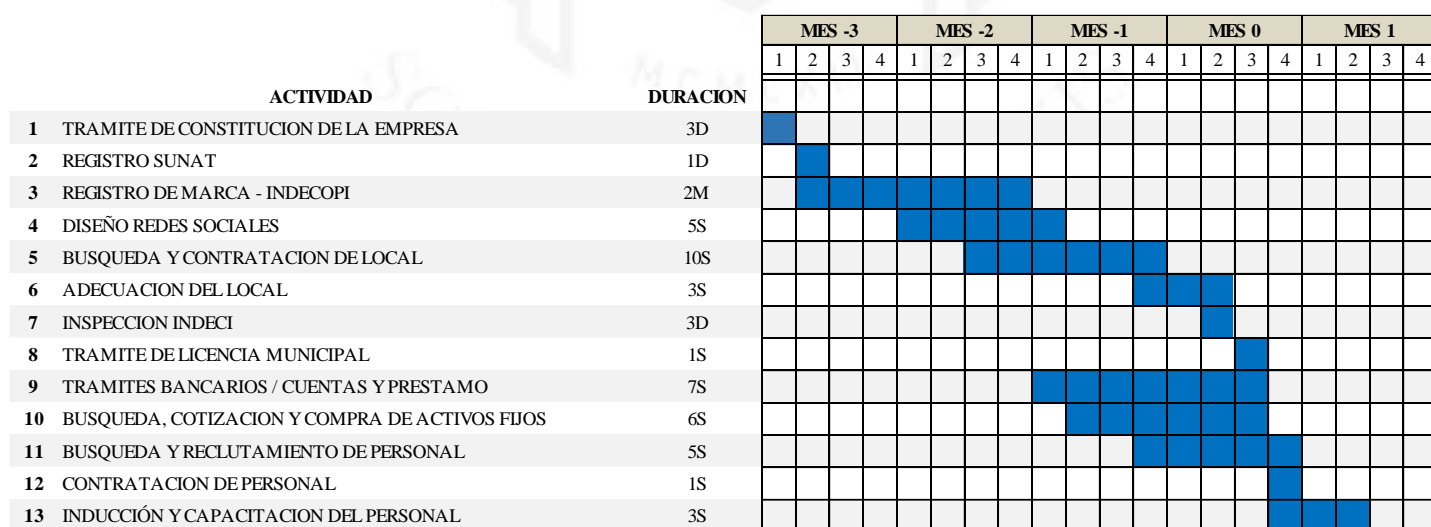 MES -3 MES -2 MES -1 MES 0 MES 1
1 2 3 4 1 2 3 4 1 2 3 4 1 2 3 4 1 2 3 4
ACTIVIDAD DURACION
1 TRAMITE DE CONSTITUCION DE LA EMPRESA 3D
2 REGISTRO SUNAT 1D
3 REGISTRO DE MARCA - INDECOPI 2M
4 DISEÑO REDES SOCIALES 5S
5 BUSQUEDA Y CONTRATACION DE LOCAL 10S
6 ADECUACION DEL LOCAL 3S
7 INSPECCION INDECI 3D
8 TRAMITE DE LICENCIA MUNICIPAL 1S
9 TRAMITES BANCARIOS / CUENTAS Y PRESTAMO 7S
10 BUSQUEDA, COTIZACION Y COMPRA DE ACTIVOS FIJOS 6S
11 BUSQUEDA Y RECLUTAMIENTO DE PERSONAL 5S
12 CONTRATACION DE PERSONAL 1S
13 INDUCCIÓN Y CAPACITACION DEL PERSONAL 3S